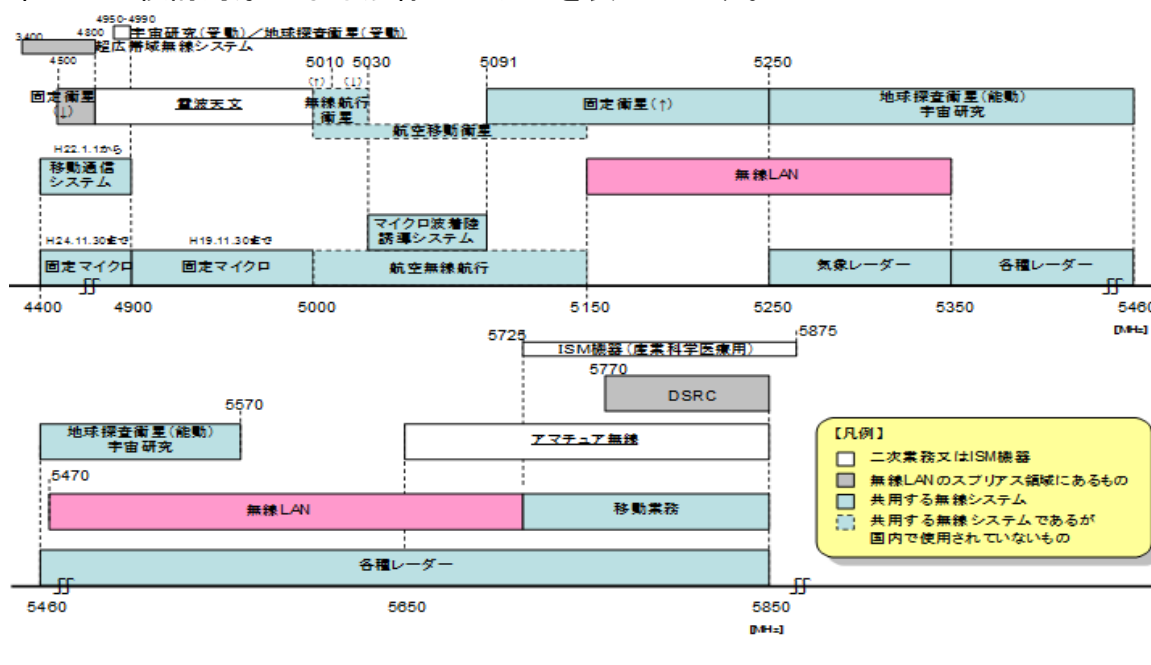 4950-4990
宇宙研究(受動)/地球探査衛星(受動)
3400
4800
超広帯域無線システム
4500
5010
5030
5091
5250
(↑)
(↓)
固定衛星
(↓)
電波天文
無線航行
衛星
固定衛星(↑)
地球探査衛星(能動)
宇宙研究
航空移動衛星
H22.1.1から
移動通信
システム
無線LAN
マイクロ波着陸
誘導システム
H24.11.30まで
H19.11.30まで
固定マイクロ
固定マイクロ
航空無線航行
気象レーダー
各種レーダー
4400
4900
5000
5150
5250
5350
5460
[MHz]
5725
5875
ISM機器(産業科学医療用)
5770
DSRC
5570
地球探査衛星(能動)
宇宙研究
アマチュア無線
5470
無線LAN
移動業務
各種レーダー
5460
5650
5850
[MHz]
【凡例】
二次業務又はISM機器
無線LANのスプリアス領域にあるもの
共用する無線システム
共用する無線システムであるが
国内で使用されていないもの